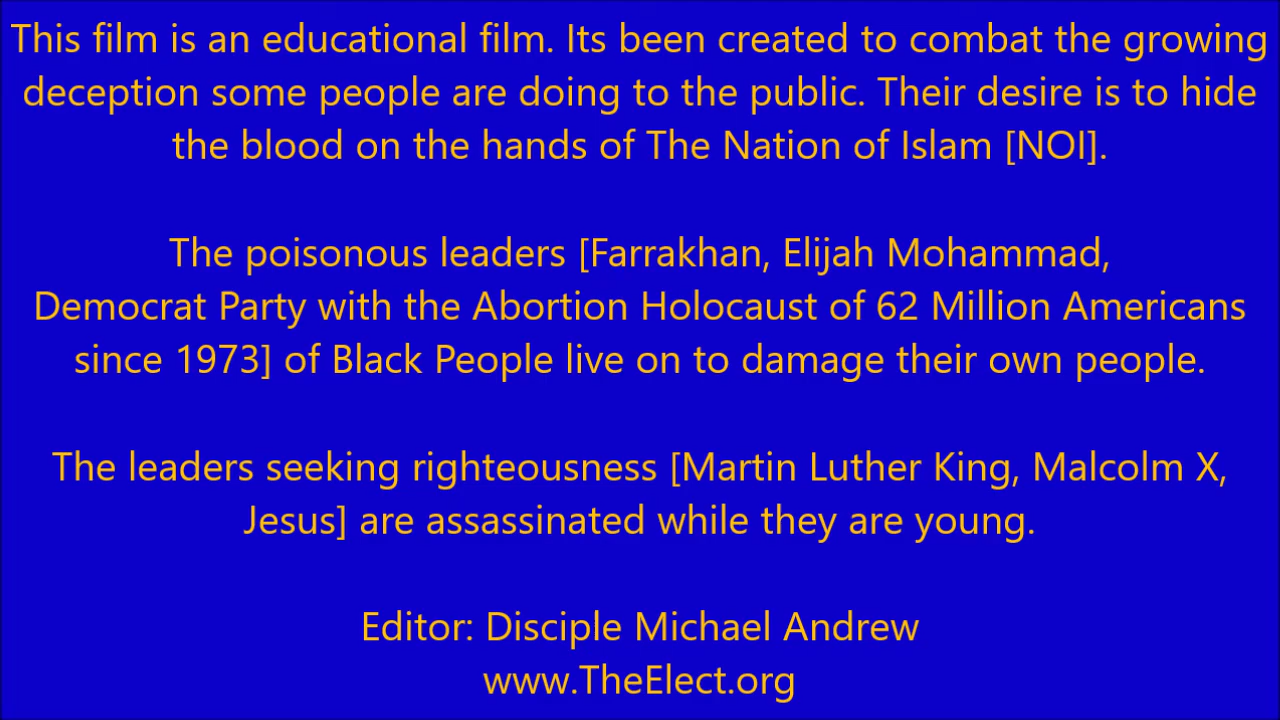 This film is an educational film. Its been created to combat the growing
deception some people are doing to the public. Their desire is to hide
the blood on the hands of The Nation of Islam [NOI].
The poisonous leaders [Farrakhan, Elijah Mohammad,
Democrat Party with the Abortion Holocaust of 62 Million Americans
since 1973] of Black People live on to damage their own people.
The leaders seeking righteousness [Martin Luther King, Malcolm X,
Jesus] are assassinated while they are young.
Editor: Disciple Michael Andrew
www.TheElect.org